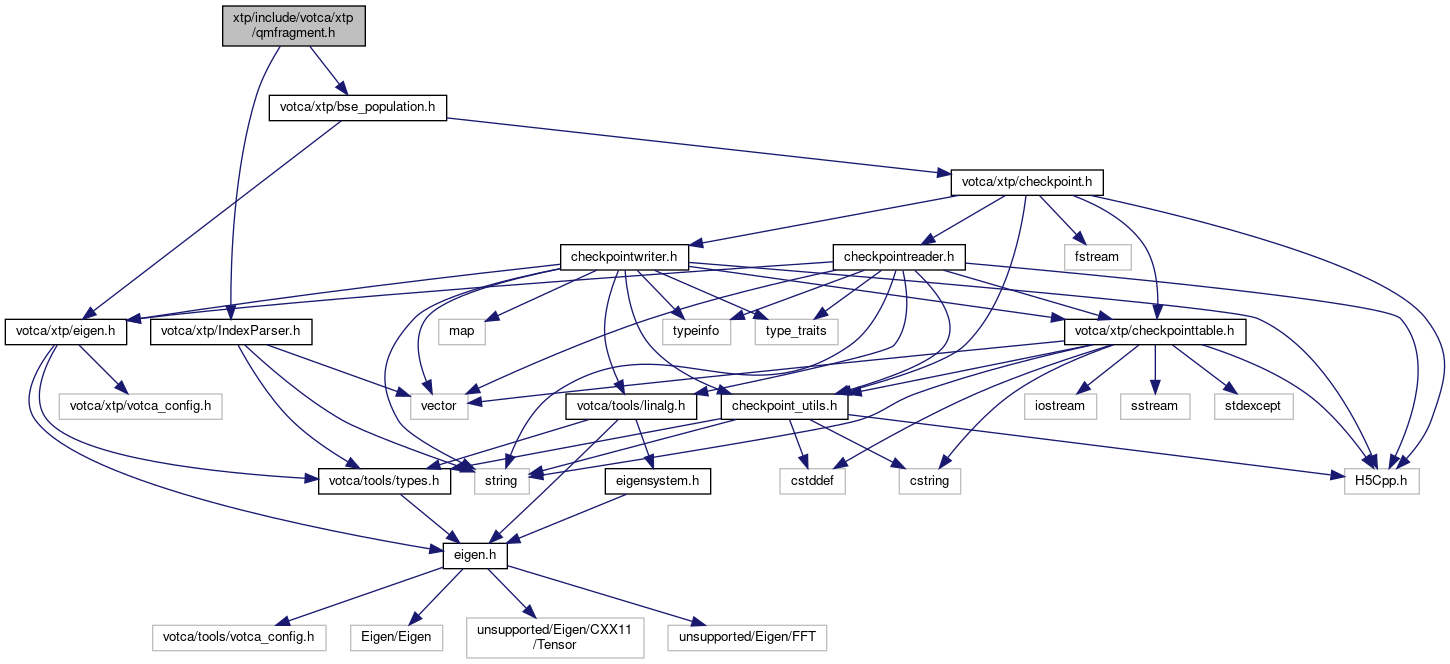 xtp/include/votca/xtp
/qmfragment.h
votca/xtp/bse_population.h
votca/xtp/checkpoint.h
checkpointwriter.h
checkpointreader.h
fstream
votca/xtp/eigen.h
votca/xtp/IndexParser.h
map
typeinfo
type_traits
votca/xtp/checkpointtable.h
votca/xtp/votca_config.h
vector
votca/tools/linalg.h
checkpoint_utils.h
iostream
sstream
stdexcept
votca/tools/types.h
string
eigensystem.h
cstddef
cstring
H5Cpp.h
eigen.h
votca/tools/votca_config.h
Eigen/Eigen
unsupported/Eigen/CXX11
/Tensor
unsupported/Eigen/FFT